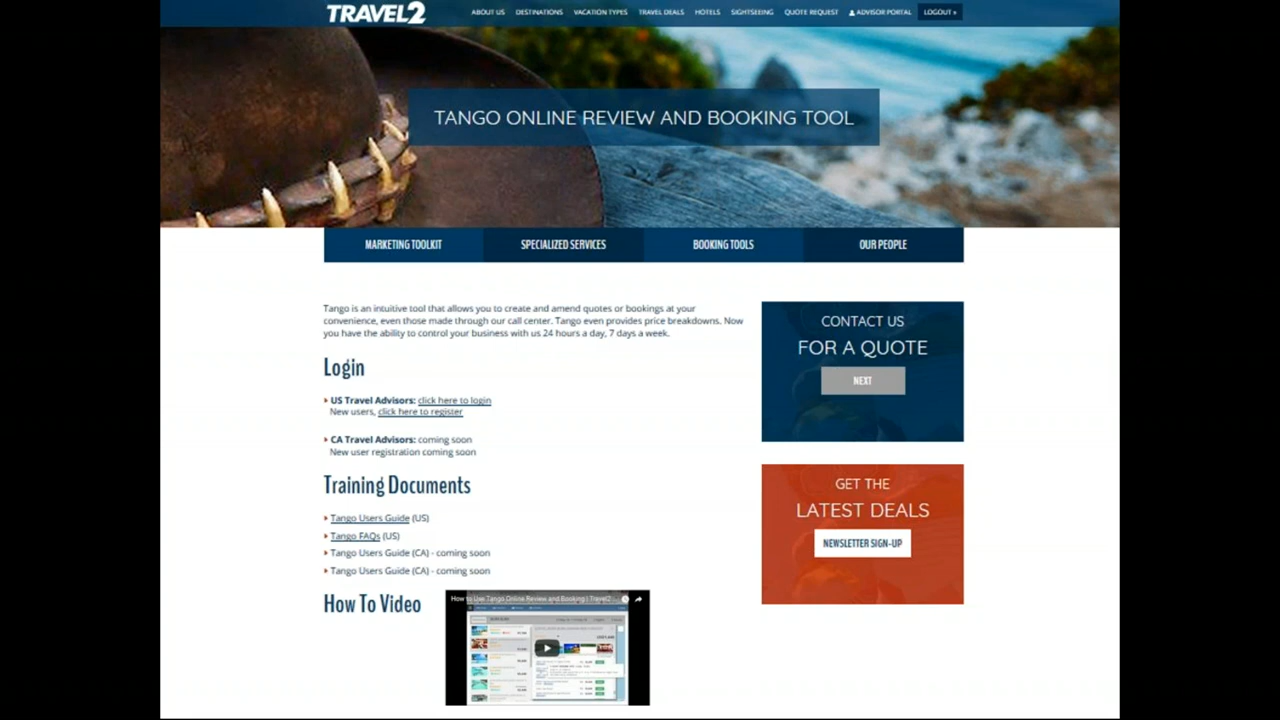 TRAVEL2
ABOUT US DESTINATIONS VACATION TYPES TRAVEL DEALS HOTELS SIGHTSEEING QUOTE REQUEST ADVISOR PORTAL LOGOUT »
TANGO ONLINE REVIEW AND BOOKING TOOL
MARKETING TOOLKIT SPECIALIZED SERVICES BOOKING TOOLS OUR PEOPLE
Tango is an intuitive tool that allows you to create and amend quotes or bookings at your
convenience, even those made through our call center. Tango even provides price breakdowns. Now
you have the ability to control your business with us 24 hours a day, 7 days a week.
Login
US Travel Advisors: click here to login
New users, click here to register
CA Travel Advisors: coming soon
New user registration coming soon
Training Documents
Tango Users Guide (US)
Tango FAQs (US)
Tango Users Guide (CA) - coming soon
Tango Users Guide (CA) - coming soon
How To Video
How to Use Tango Online Review and Booking | Travel2
CONTACT US
FOR A QUOTE
NEXT
GET THE
LATEST DEALS
NEWSLETTER SIGN-UP